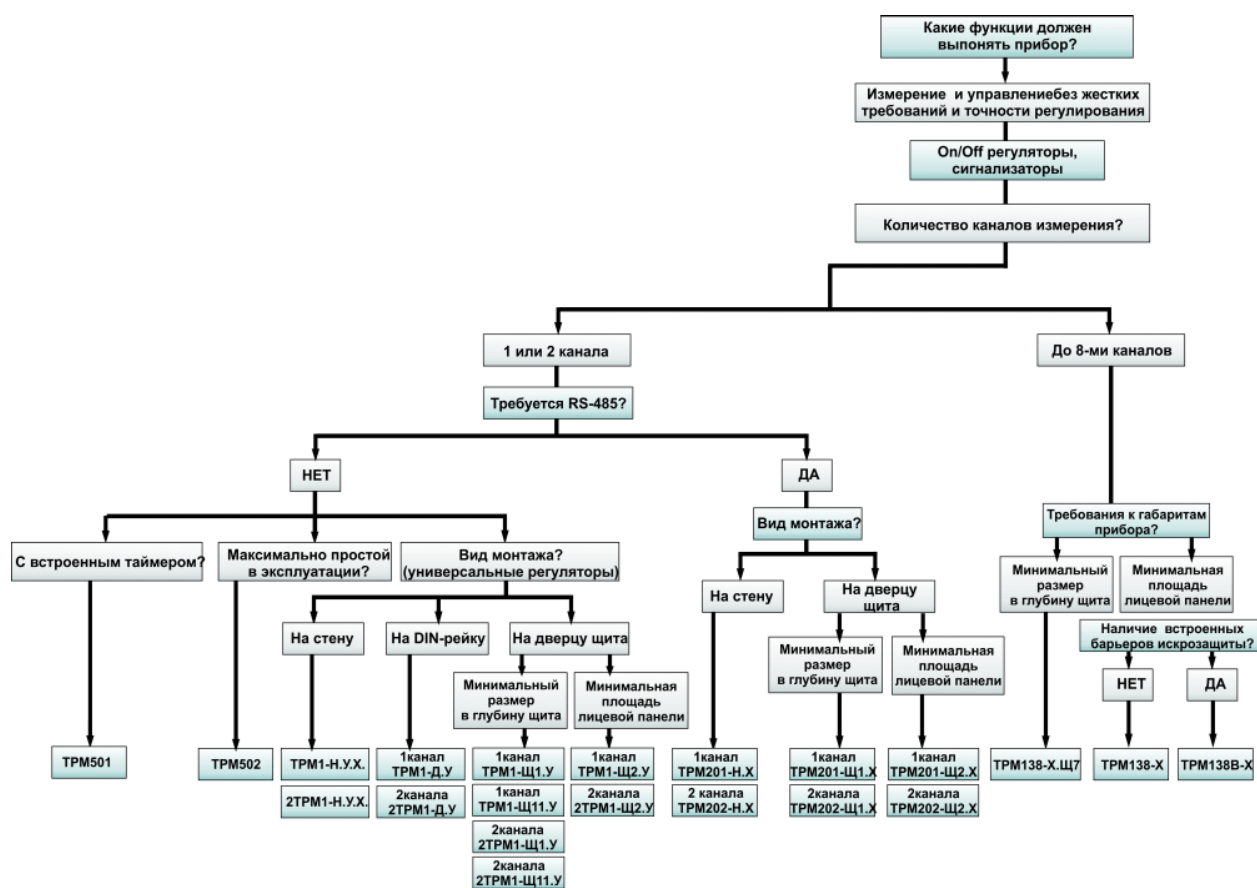 Какие функции должен
выпонять прибор?
Измерение и управлениебез жестких
требований и точности регулирования
On/Off регуляторы,
сигнализаторы
Количество каналов измерения?
1 или 2 канала
До 8-ми каналов
Требуется RS-485?
НЕТ
ДА
Вид монтажа?
Требования к габаритам
прибора?
С встроенным таймером?
Максимально простой
в эксплуатации?
Вид монтажа?
(универсальные регуляторы)
На стену
На дверцу
щита
Минимальный
размер
в глубину щита
Минимальная
площадь
лицевой панели
На стену
На DIN-рейку
На дверцу щита
Минимальный
размер
в глубину щита
Минимальная
площадь
лицевой панели
Наличие встроенных
барьеров искрозащиты?
Минимальный
размер
в глубину щита
Минимальная
площадь
лицевой панели
НЕТ
ДА
ТРМ501
ТРМ502
ТРМ1-Н.У.Х.
2ТРМ1-Н.У.Х.
1канал
ТРМ1-Д.У
2канала
2ТРМ1-Д.У
1канал
ТРМ1-Щ1.У
1канал
ТРМ1-Щ11.У
2канала
2ТРМ1-Щ1.У
2канала
2ТРМ1-Щ11.У
1канал
ТРМ1-Щ2.У
2канала
2ТРМ1-Щ2.У
1канал
ТРМ201-Н.Х
2 канала
ТРМ202-Н.Х
1канал
ТРМ201-Щ1.Х
2канала
ТРМ202-Щ1.Х
1канал
ТРМ201-Щ2.Х
2канала
ТРМ202-Щ2.Х
ТРМ138-Х.Щ7
ТРМ138-Х
ТРМ138В-Х